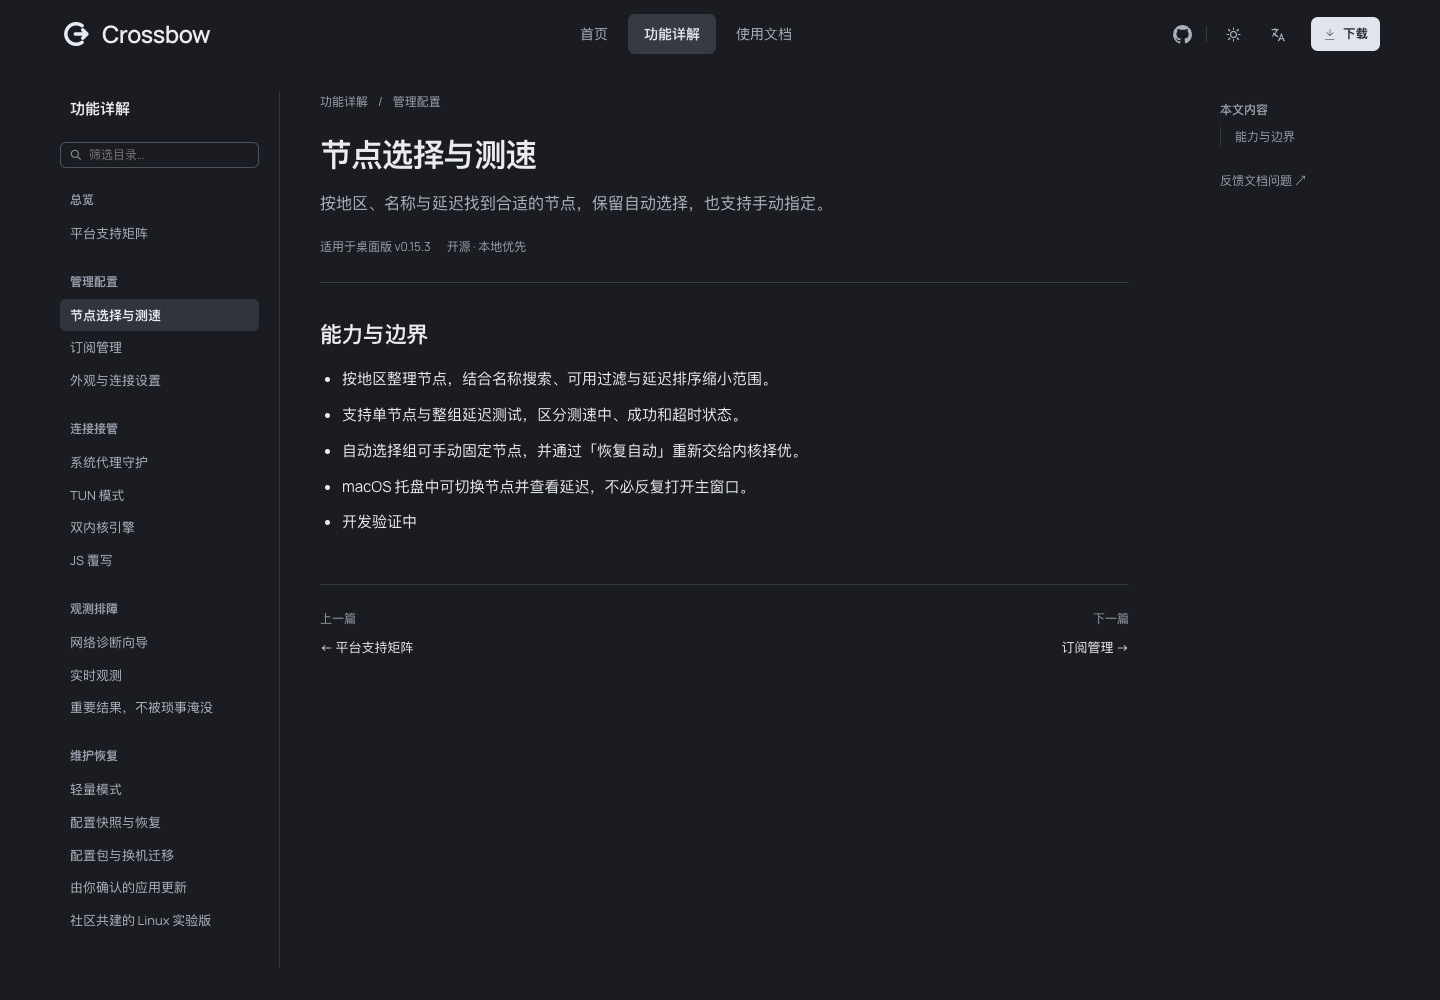 Crossbow
首页
功能详解
使用文档
下载
功能详解
筛选目录...
总览
平台支持矩阵
管理配置
节点选择与测速
订阅管理
外观与连接设置
连接接管
系统代理守护
TUN 模式
双内核引擎
JS 覆写
观测排障
网络诊断向导
实时观测
重要结果，不被琐事淹没
维护恢复
轻量模式
配置快照与恢复
配置包与换机迁移
由你确认的应用更新
社区共建的 Linux 实验版
功能详解 / 管理配置
节点选择与测速
按地区、名称与延迟找到合适的节点，保留自动选择，也支持手动指定。
适用于桌面版 v0.15.3 开源 · 本地优先
能力与边界
• 按地区整理节点，结合名称搜索、可用过滤与延迟排序缩小范围。
• 支持单节点与整组延迟测试，区分测速中、成功和超时状态。
• 自动选择组可手动固定节点，并通过「恢复自动」重新交给内核择优。
• macOS 托盘中可切换节点并查看延迟，不必反复打开主窗口。
• 开发验证中
上一篇
← 平台支持矩阵
下一篇
订阅管理 →
本文内容
能力与边界
反馈文档问题 ↗